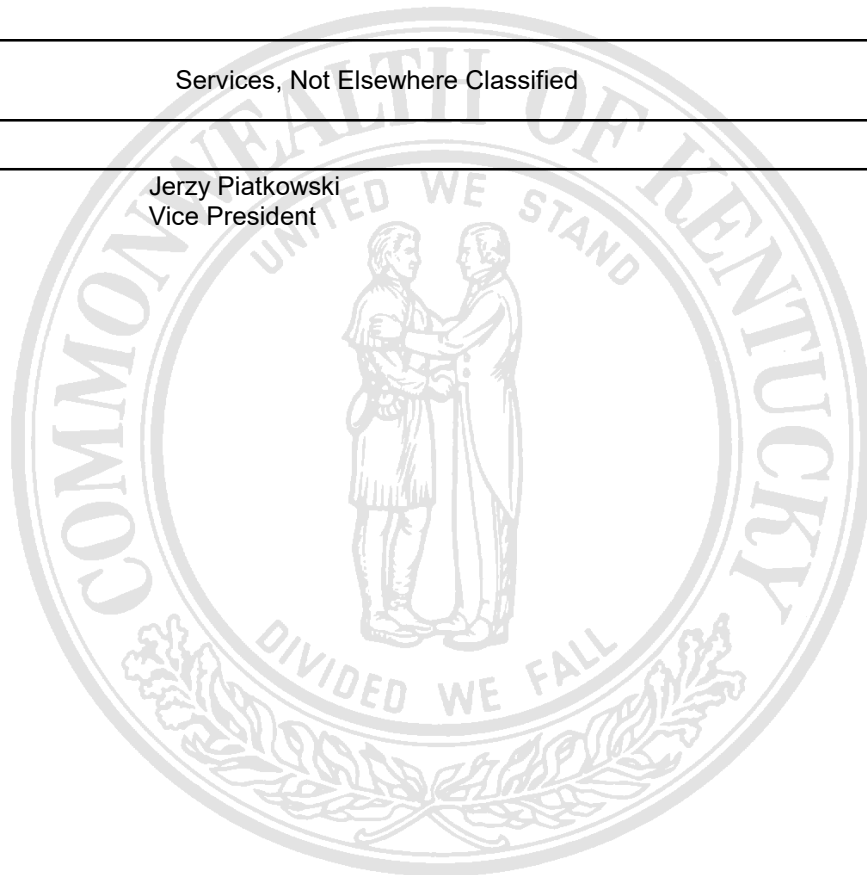 Services, Not Elsewhere Classified
Jerzy Piatkowski
Vice President
COMMONWEALTH OF KENTUCKY
UNITED WE STAND
DIVIDED WE FALL